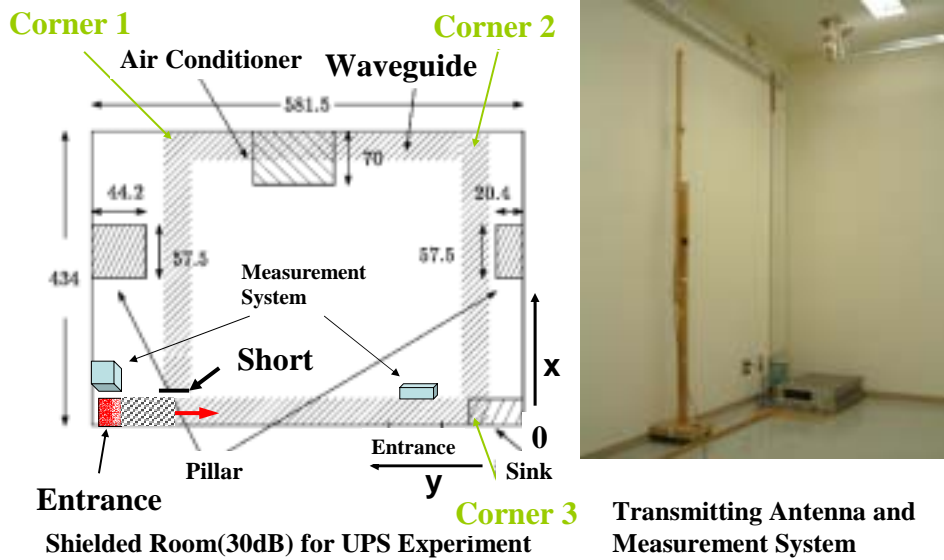 Corner 1
Corner 2
Air Conditioner
Waveguide
581.5
70
44.2
20.4
57.5
57.5
434
Measurement
System
Short
x
0
Entrance
y
Pillar
Sink
Entrance
Corner 3
Shielded Room(30dB) for UPS Experiment
Transmitting Antenna and
Measurement System